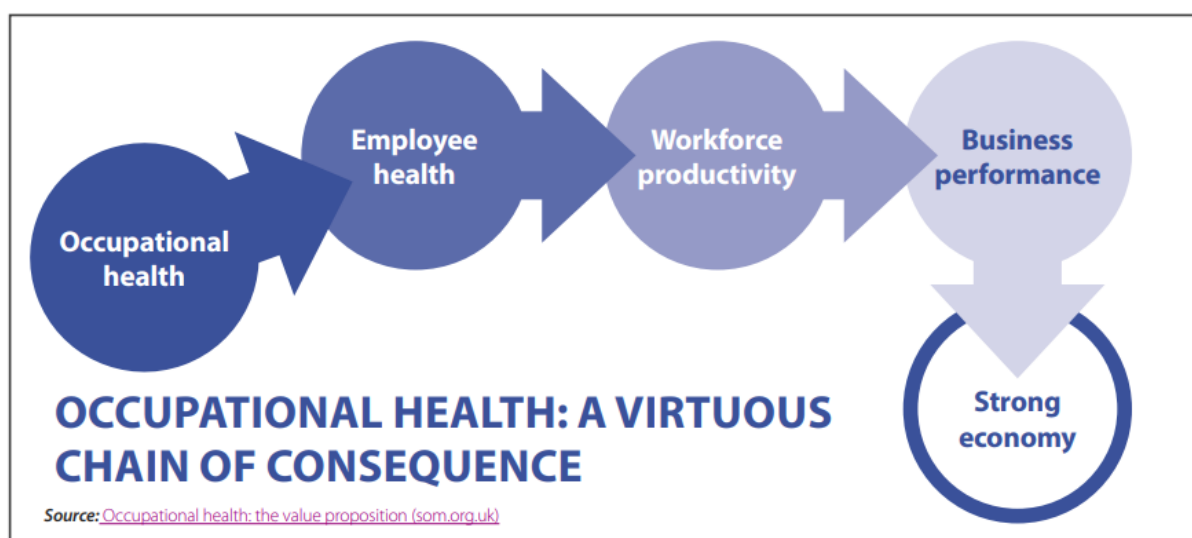 Occupational
health
Employee
health
Workforce
productivity
Business
performance
Strong
economy
OCCUPATIONAL HEALTH: A VIRTUOUS
CHAIN OF CONSEQUENCE
Source: Occupational health: the value proposition (som.org.uk)